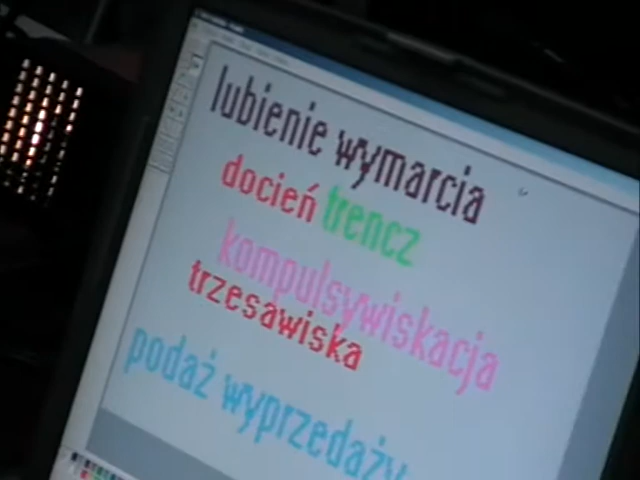 lubienie wymarcia
docień trencz
kompulsywiskacja
trzesawiska
podaż wyprzedaży